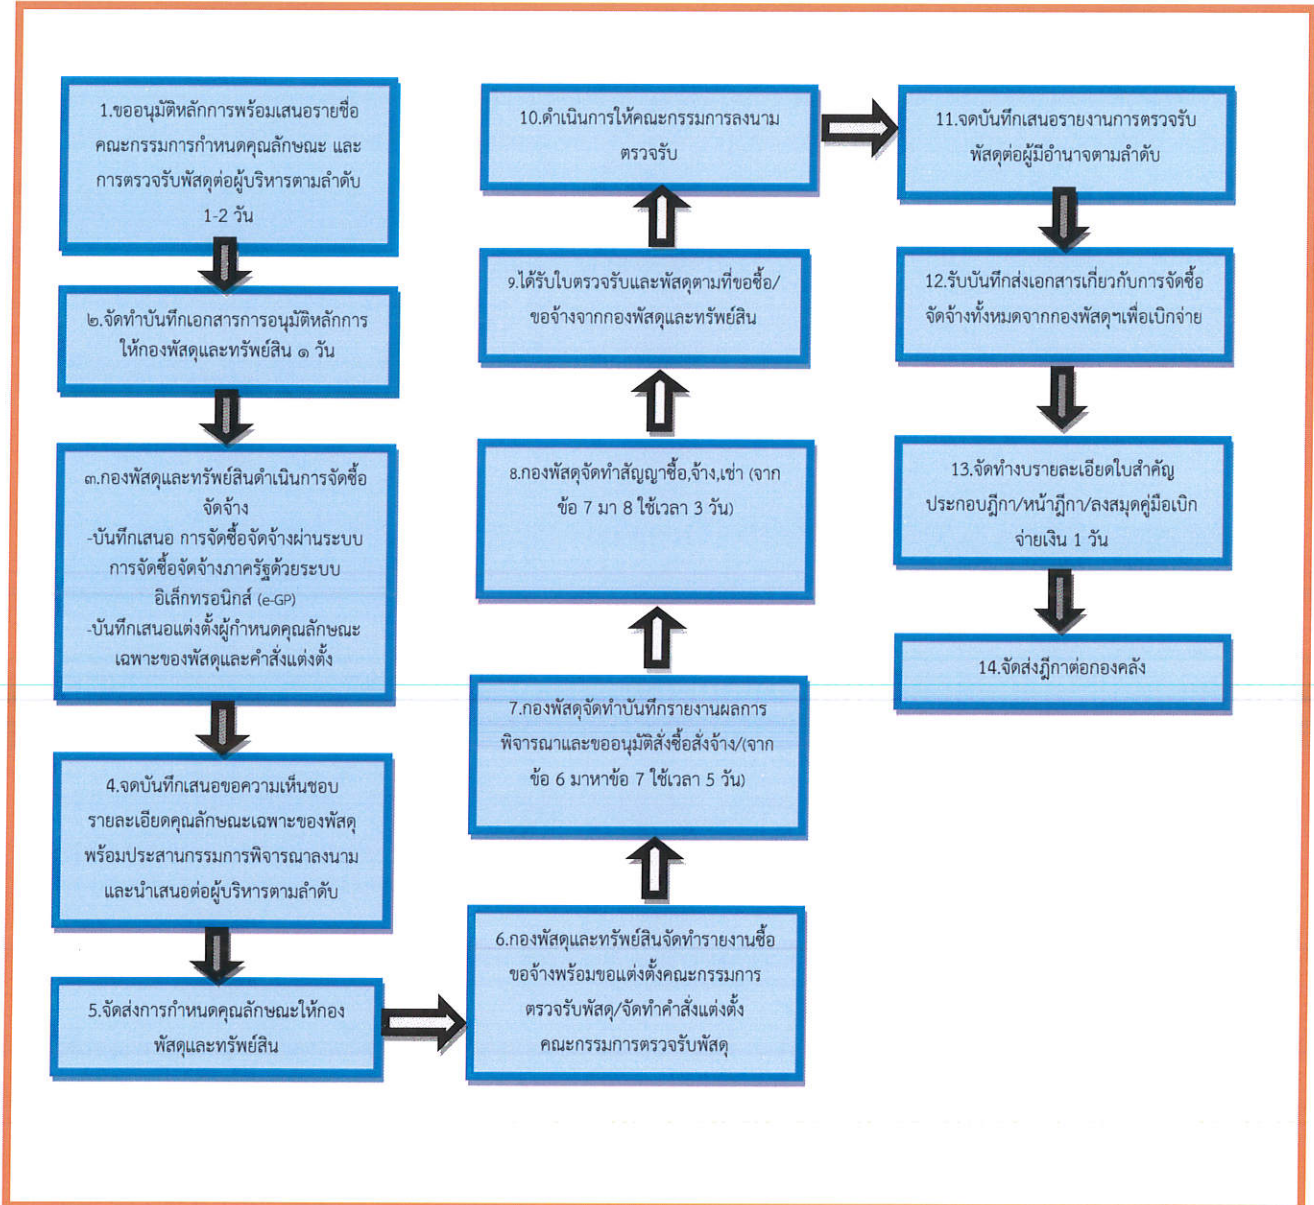 1.ขออนุมัติหลักการพร้อมเสนอรายชื่อ
คณะกรรมการกำหนดคุณลักษณะ และ
การตรวจรับพัสดุต่อผู้บริหารตามลำดับ
1-2 วัน
๒.จัดทำบันทึกเอกสารการอนุมัติหลักการ
ให้กองพัสดุและทรัพย์สิน ๑ วัน
๓.กองพัสดุและทรัพย์สินดำเนินการจัดซื้อ
จัดจ้าง
-บันทึกเสนอ การจัดซื้อจัดจ้างผ่านระบบ
การจัดซื้อจัดจ้างภาครัฐด้วยระบบ
อิเล็กทรอนิกส์ (e-GP)
-บันทึกเสนอแต่งตั้งผู้กำหนดคุณลักษณะ
เฉพาะของพัสดุและคำสั่งแต่งตั้ง
4.จดบันทึกเสนอขอความเห็นชอบ
รายละเอียดคุณลักษณะเฉพาะของพัสดุ
พร้อมประสานกรรมการพิจารณาลงนาม
และนำเสนอต่อผู้บริหารตามลำดับ
5.จัดส่งการกำหนดคุณลักษณะให้กอง
พัสดุและทรัพย์สิน
6.กองพัสดุและทรัพย์สินจัดทำรายงานซื้อ
ขอจ้างพร้อมขอแต่งตั้งคณะกรรมการ
ตรวจรับพัสดุ/จัดทำคำสั่งแต่งตั้ง
คณะกรรมการตรวจรับพัสดุ
7.กองพัสดุจัดทำบันทึกรายงานผลการ
พิจารณาและขออนุมัติสั่งซื้อสั่งจ้าง/(จาก
ข้อ 6 มาหาข้อ 7 ใช้เวลา 5 วัน)
8.กองพัสดุจัดทำสัญญาซื้อ,จ้าง,เช่า (จาก
ข้อ 7 มา 8 ใช้เวลา 3 วัน)
9.ได้รับใบตรวจรับและพัสดุตามที่ขอซื้อ/
ขอจ้างจากกองพัสดุและทรัพย์สิน
10.ดำเนินการให้คณะกรรมการลงนาม
ตรวจรับ
11.จดบันทึกเสนอรายงานการตรวจรับ
พัสดุต่อผู้มีอำนาจตามลำดับ
12.รับบันทึกส่งเอกสารเกี่ยวกับการจัดซื้อ
จัดจ้างทั้งหมดจากกองพัสดุฯเพื่อเบิกจ่าย
13.จัดทำงบรายละเอียดใบสำคัญ
ประกอบฎีกา/หน้าฎีกา/ลงสมุดคู่มือเบิก
จ่ายเงิน 1 วัน
14.จัดส่งฎีกาต่อกองคลัง